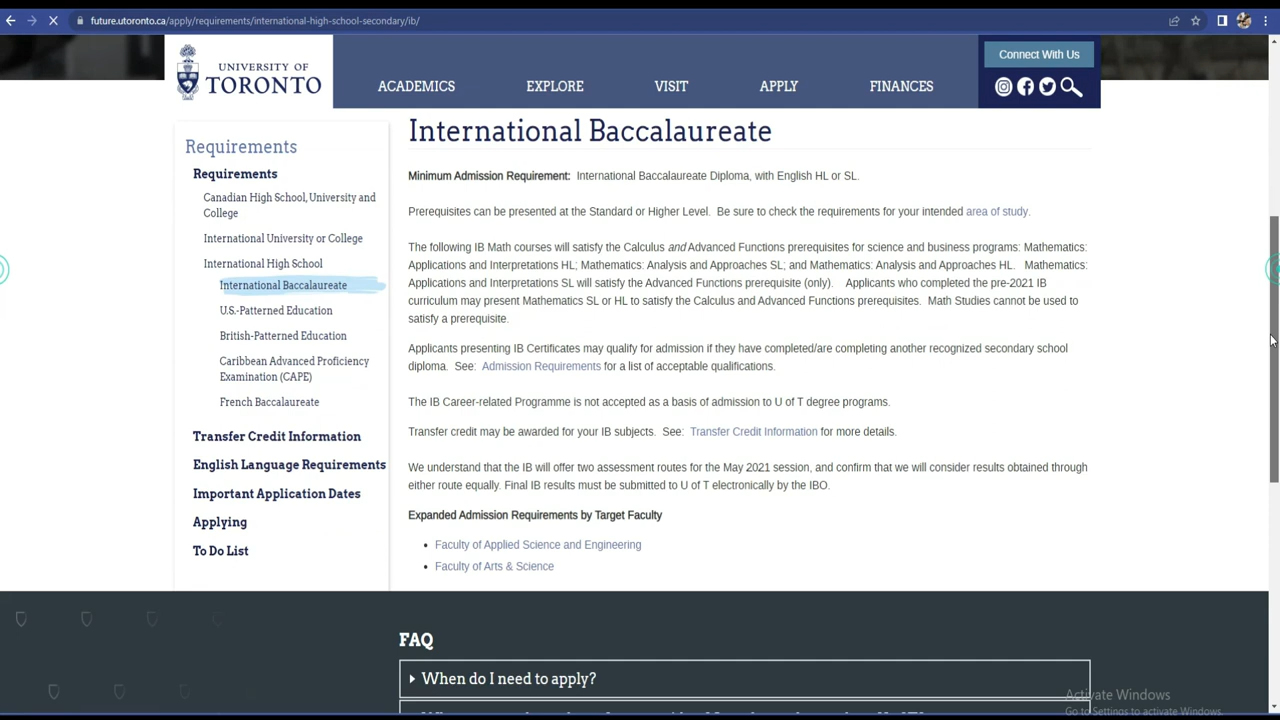 future.utoronto.ca/apply/requirements/international-high-school-secondary/ib/
UNIVERSITY OF
TORONTO
ACADEMICS
EXPLORE
VISIT
APPLY
FINANCES
Connect With Us
Requirements
Requirements
Canadian High School, University and
College
International University or College
International High School
International Baccalaureate
U.S.-Patterned Education
British-Patterned Education
Caribbean Advanced Proficiency
Examination (CAPE)
French Baccalaureate
Transfer Credit Information
English Language Requirements
Important Application Dates
Applying
To Do List
International Baccalaureate
Minimum Admission Requirement: International Baccalaureate Diploma, with English HL or SL.
Prerequisites can be presented at the Standard or Higher Level. Be sure to check the requirements for your intended area of study.
The following IB Math courses will satisfy the Calculus and Advanced Functions prerequisites for science and business programs: Mathematics:
Applications and Interpretations HL; Mathematics: Analysis and Approaches SL; and Mathematics: Analysis and Approaches HL. Mathematics:
Applications and Interpretations SL will satisfy the Advanced Functions prerequisite (only). Applicants who completed the pre-2021 IB
curriculum may present Mathematics SL or HL to satisfy the Calculus and Advanced Functions prerequisites. Math Studies cannot be used to
satisfy a prerequisite.
Applicants presenting IB Certificates may qualify for admission if they have completed/are completing another recognized secondary school
diploma. See: Admission Requirements for a list of acceptable qualifications.
The IB Career-related Programme is not accepted as a basis of admission to U of T degree programs.
Transfer credit may be awarded for your IB subjects. See: Transfer Credit Information for more details.
We understand that the IB will offer two assessment routes for the May 2021 session, and confirm that we will consider results obtained through
either route equally. Final IB results must be submitted to U of T electronically by the IBO.
Expanded Admission Requirements by Target Faculty
• Faculty of Applied Science and Engineering
• Faculty of Arts & Science
FAQ
When do I need to apply?
Activate Windows
Go to Settings to activate Windows.